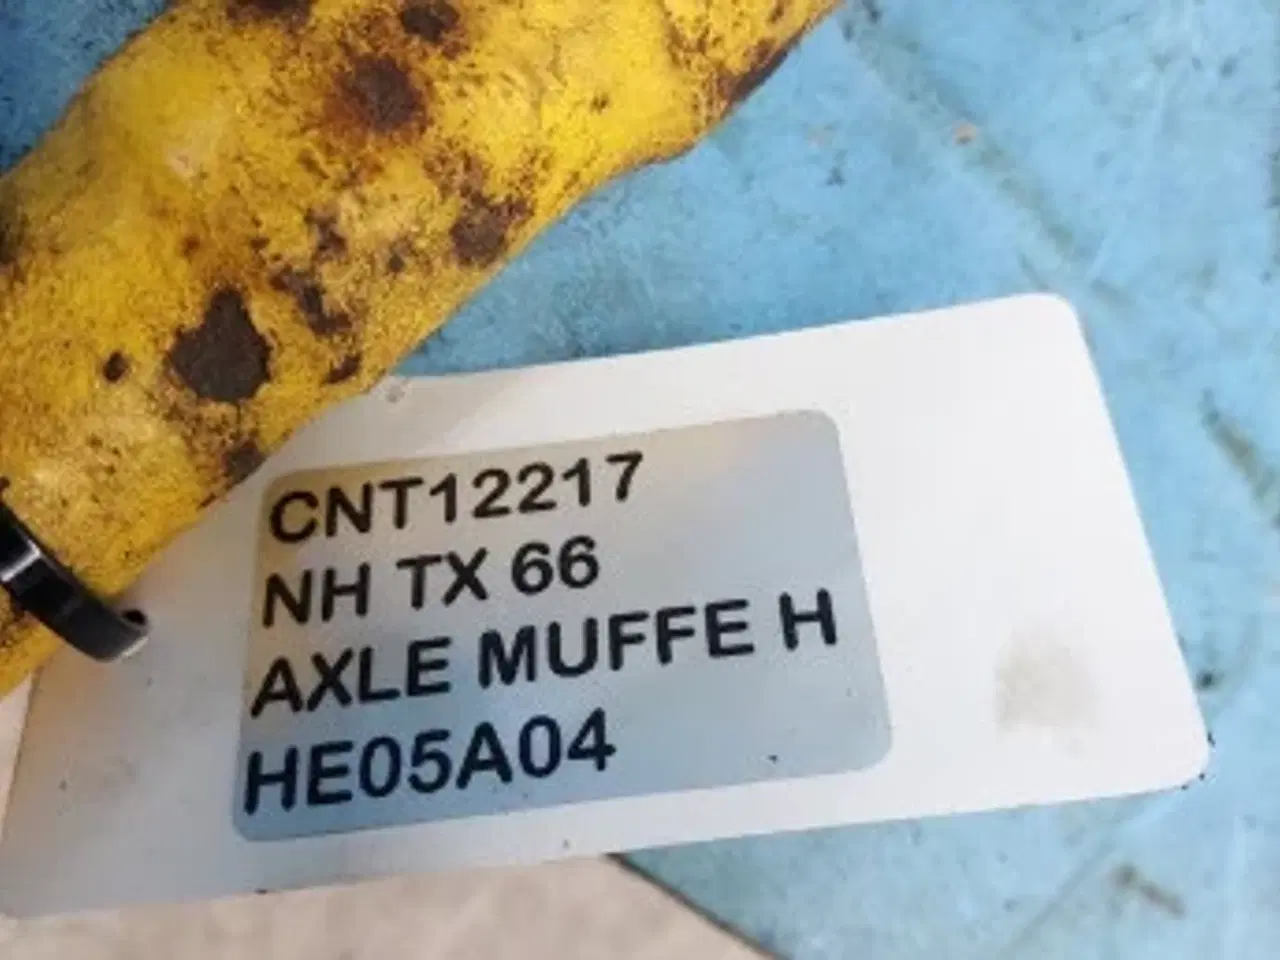 CNT12217
NH TX 66
AXLE MUFFE H
HE05A04